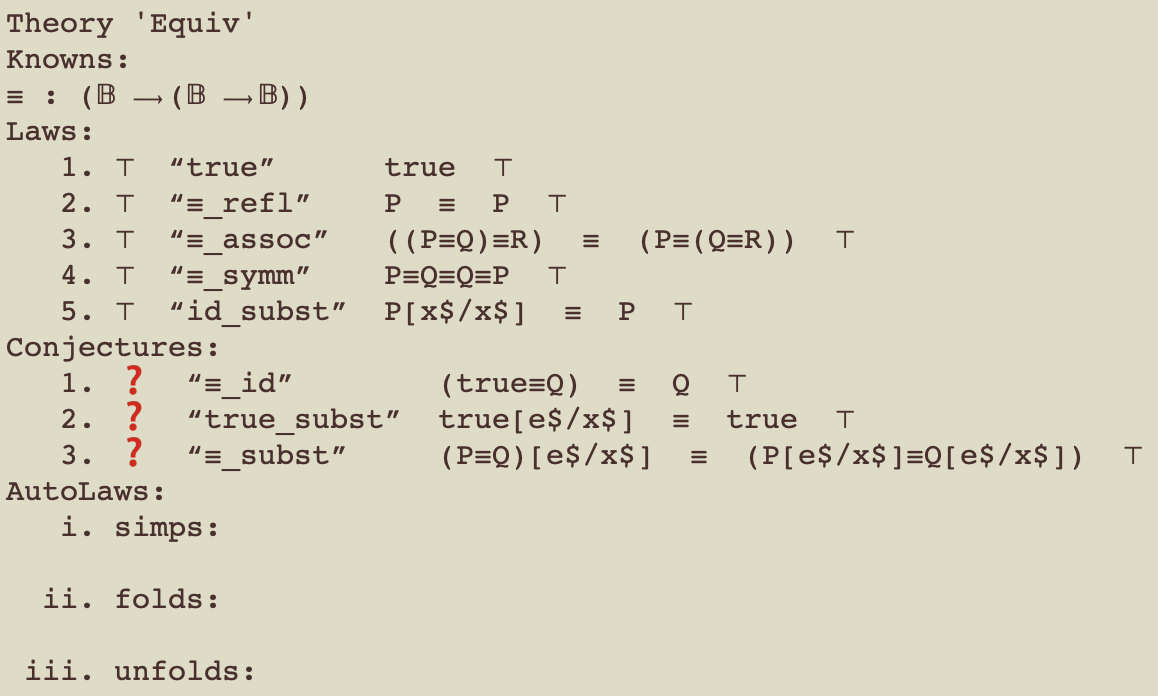 Theory 'Equiv'
Knowns:
≡ : (𝔹 ⟶(𝔹 ⟶𝔹))
Laws:
1. ⊤ “true” true ⊤
2. ⊤ “≡_refl” P ≡ P ⊤
3. ⊤ “≡_assoc” ((P≡Q)≡R) ≡ (P≡(Q≡R)) ⊤
4. ⊤ “≡_symm” P≡Q≡Q≡P ⊤
5. ⊤ “id_subst” P[x$/x$] ≡ P ⊤
Conjectures:
1. ❓ “≡_id” (true≡Q) ≡ Q ⊤
2. ❓ “true_subst” true[e$/x$] ≡ true ⊤
3. ❓ “≡_subst” (P≡Q)[e$/x$] ≡ (P[e$/x$]≡Q[e$/x$]) ⊤
AutoLaws:
i. simps:
ii. folds:
iii. unfolds: